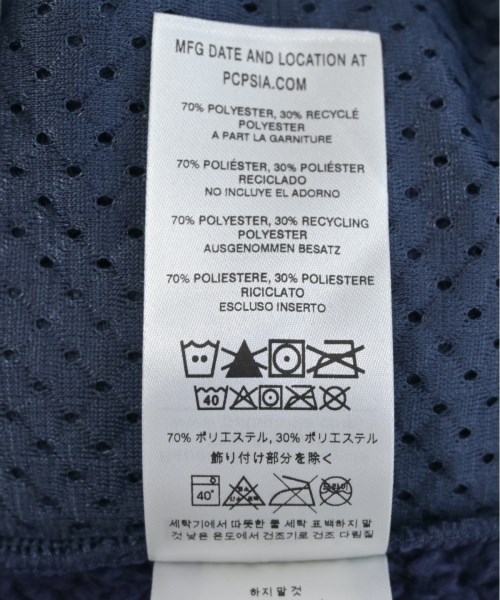 MFG DATE AND LOCATION AT
PCPSIA.COM
70% POLYESTER, 30% RECYCLÉ
POLYESTER
A PART LA GARNITURE
70% POLIÉSTER, 30% POLIÉSTER
RECICLADO
NO INCLUYE EL ADORNO
70% POLYESTER, 30% RECYCLING
POLYESTER
AUSGENOMMEN BESATZ
70% POLIESTERE, 30% POLIESTERE
RICICLATO
ESCLUSO INSERTO
40
70% ポリエステル, 30% ポリエステル
飾り付け部分を除く
40°
세탁기에서 따뜻한 물 세탁 표백하지 말
것 낮은 온도에서 건조기로 건조 다림질
하지 말 것